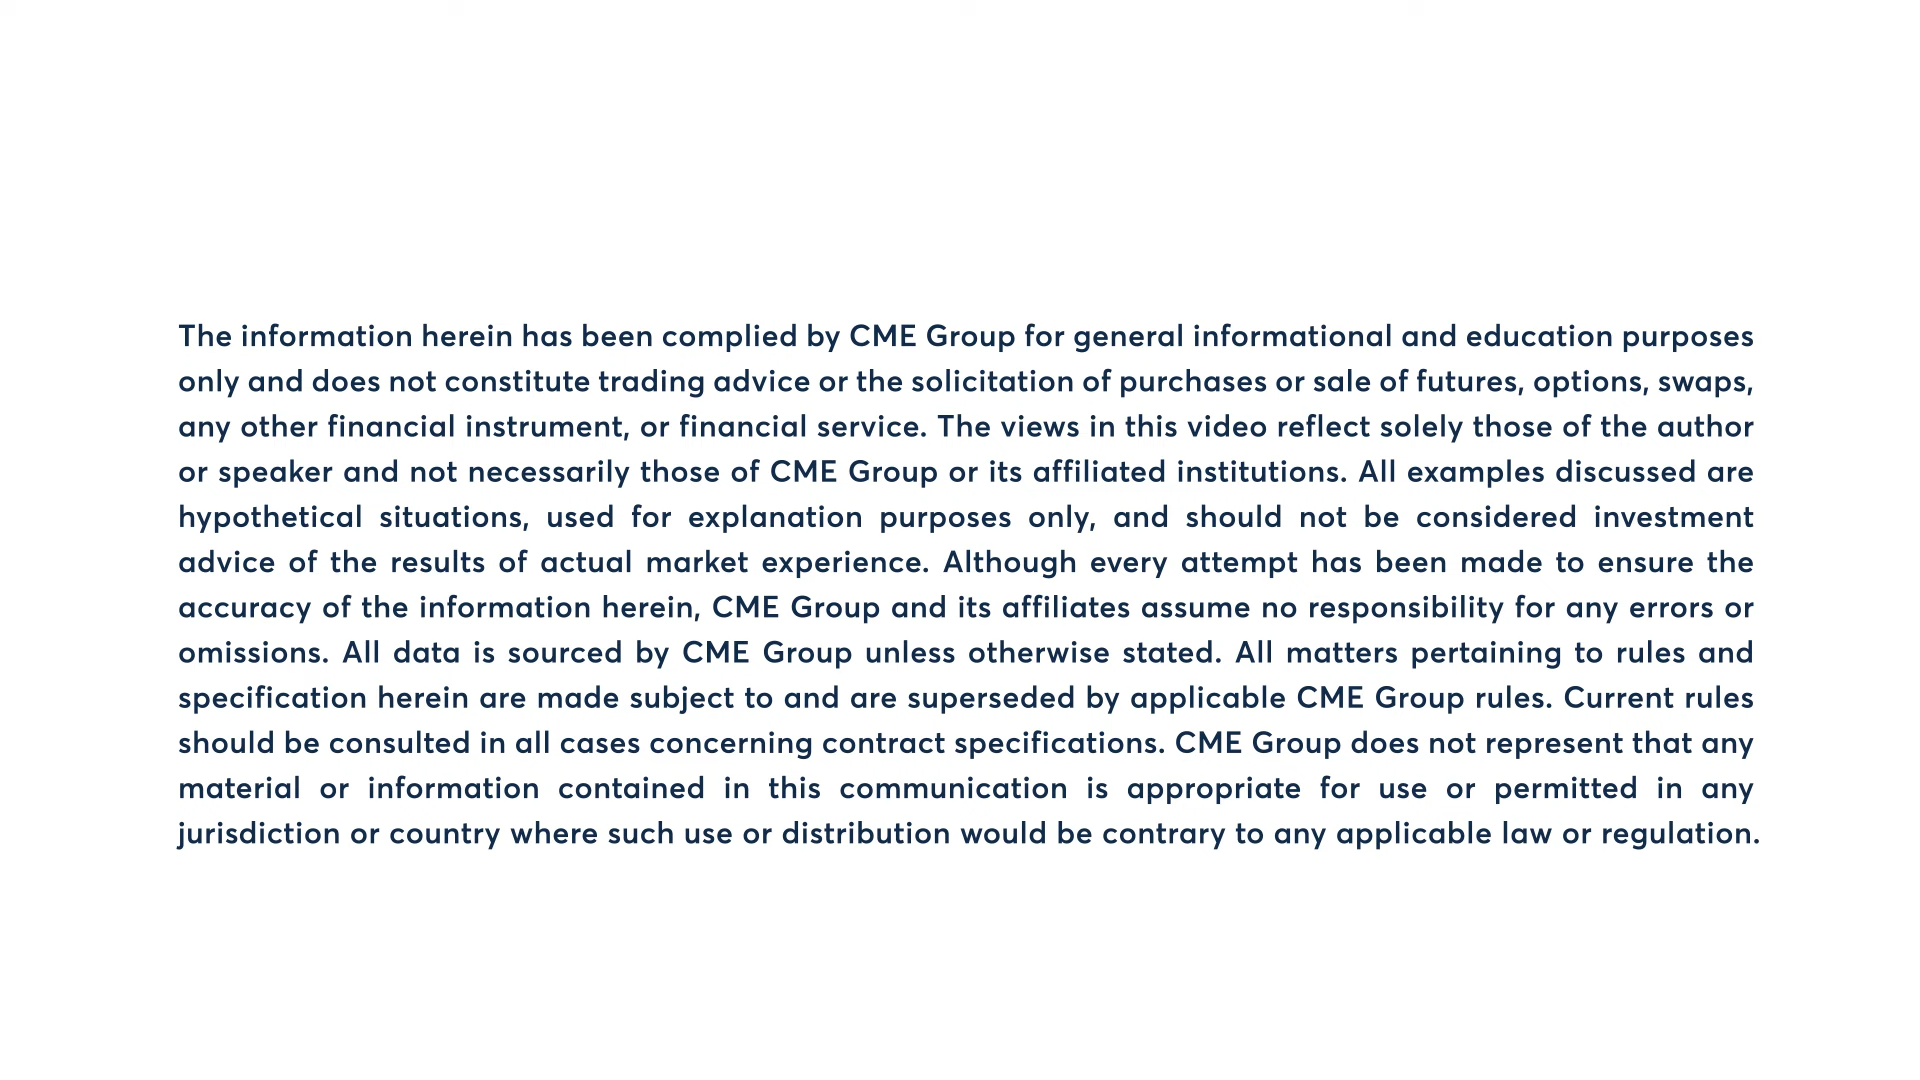 The information herein has been complied by CME Group for general informational and education purposes
only and does not constitute trading advice or the solicitation of purchases or sale of futures, options, swaps,
any other financial instrument, or financial service. The views in this video reflect solely those of the author
or speaker and not necessarily those of CME Group or its affiliated institutions. All examples discussed are
hypothetical situations, used for explanation purposes only, and should not be considered investment
advice of the results of actual market experience. Although every attempt has been made to ensure the
accuracy of the information herein, CME Group and its affiliates assume no responsibility for any errors or
omissions. All data is sourced by CME Group unless otherwise stated. All matters pertaining to rules and
specification herein are made subject to and are superseded by applicable CME Group rules. Current rules
should be consulted in all cases concerning contract specifications. CME Group does not represent that any
material or information contained in this communication is appropriate for use or permitted in any
jurisdiction or country where such use or distribution would be contrary to any applicable law or regulation.